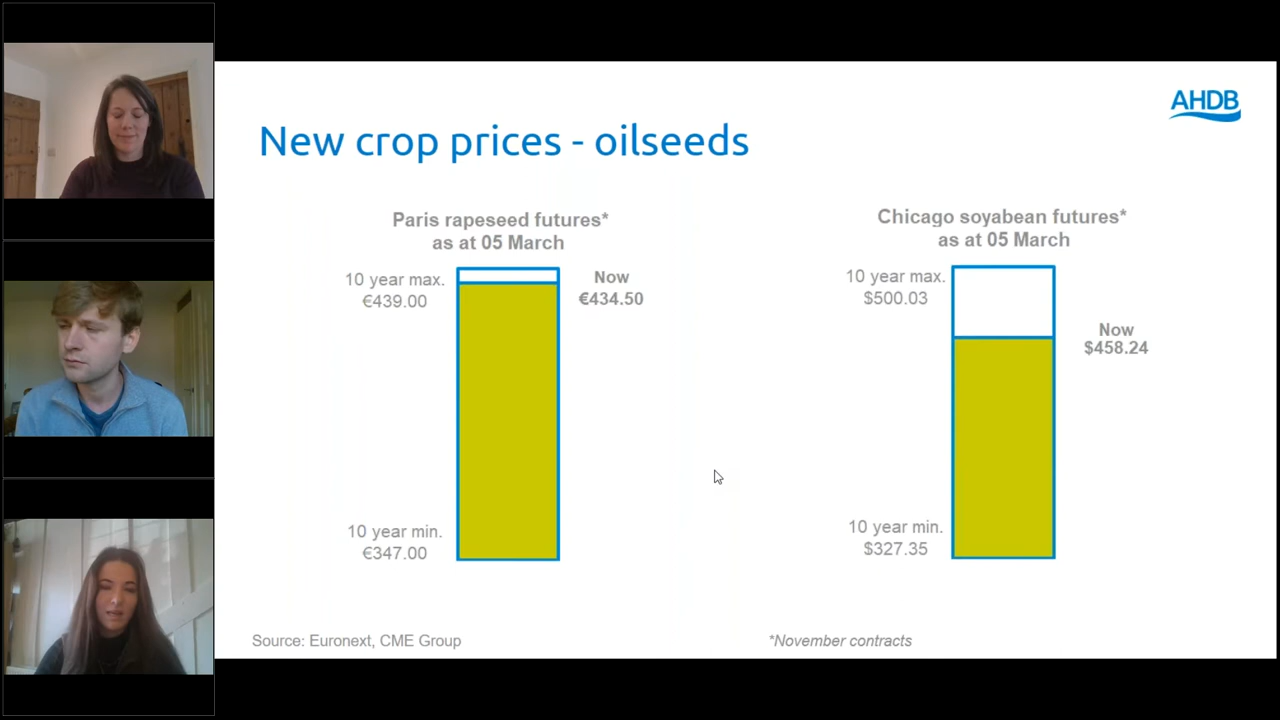 AHDB
New crop prices - oilseeds
Paris rapeseed futures*
as at 05 March
10 year max.
€439.00
Now
€434.50
10 year min.
€347.00
Chicago soyabean futures*
as at 05 March
10 year max.
$500.03
Now
$458.24
10 year min.
$327.35
Source: Euronext, CME Group
*November contracts